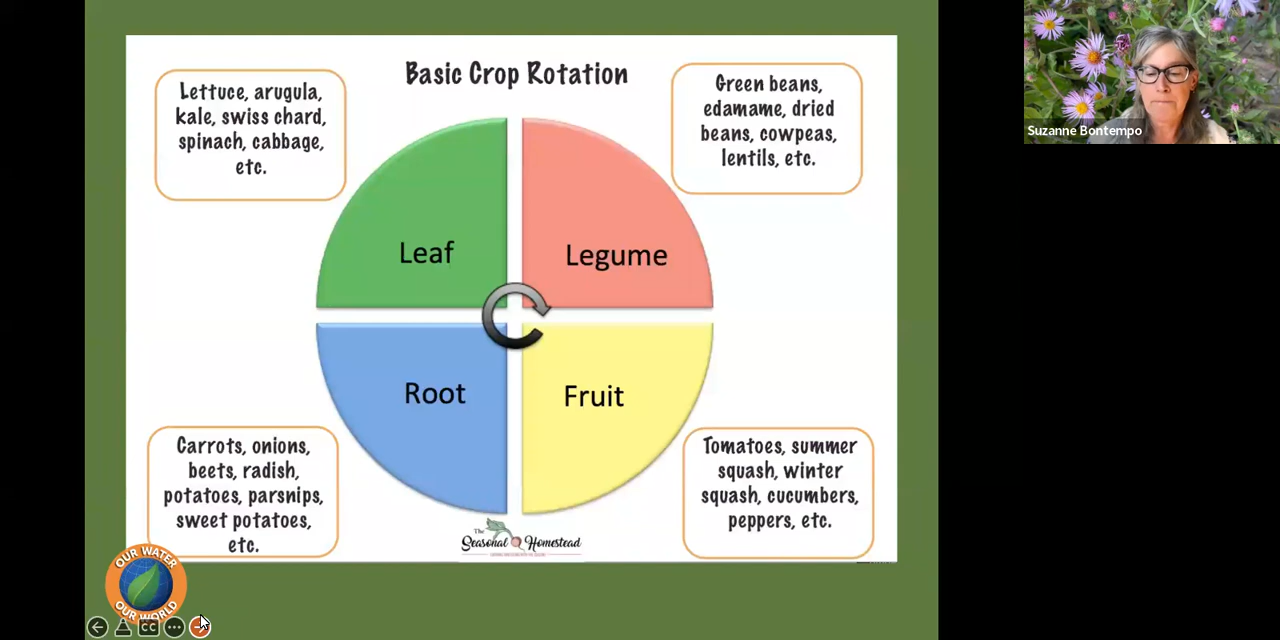 Basic Crop Rotation
Lettuce, arugula,
kale, swiss chard,
spinach, cabbage,
etc.
Green beans,
edamame, dried
beans, cowpeas,
lentils, etc.
Leaf
Legume
Root
Fruit
Carrots, onions,
beets, radish,
potatoes, parsnips,
sweet potatoes,
etc.
Tomatoes, summer
squash, winter
squash, cucumbers,
peppers, etc.
The
Seasonal Homestead
OUR WATER
OUR WORLD
CC
Suzanne Bontempo